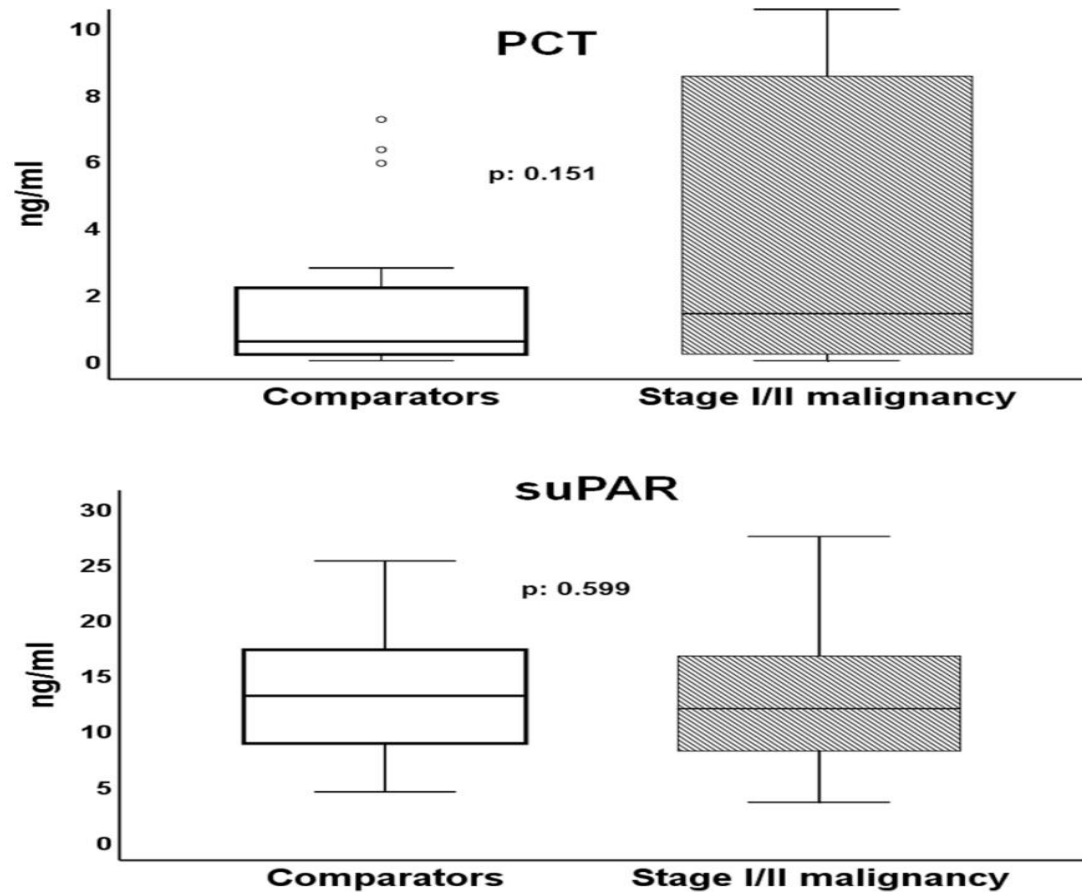 PCT
10
8
6
4
2
0
ng/ml
p: 0.151
Comparators Stage I/II malignancy
suPAR
30
25
20
15
10
5
0
ng/ml
p: 0.599
Comparators Stage I/II malignancy